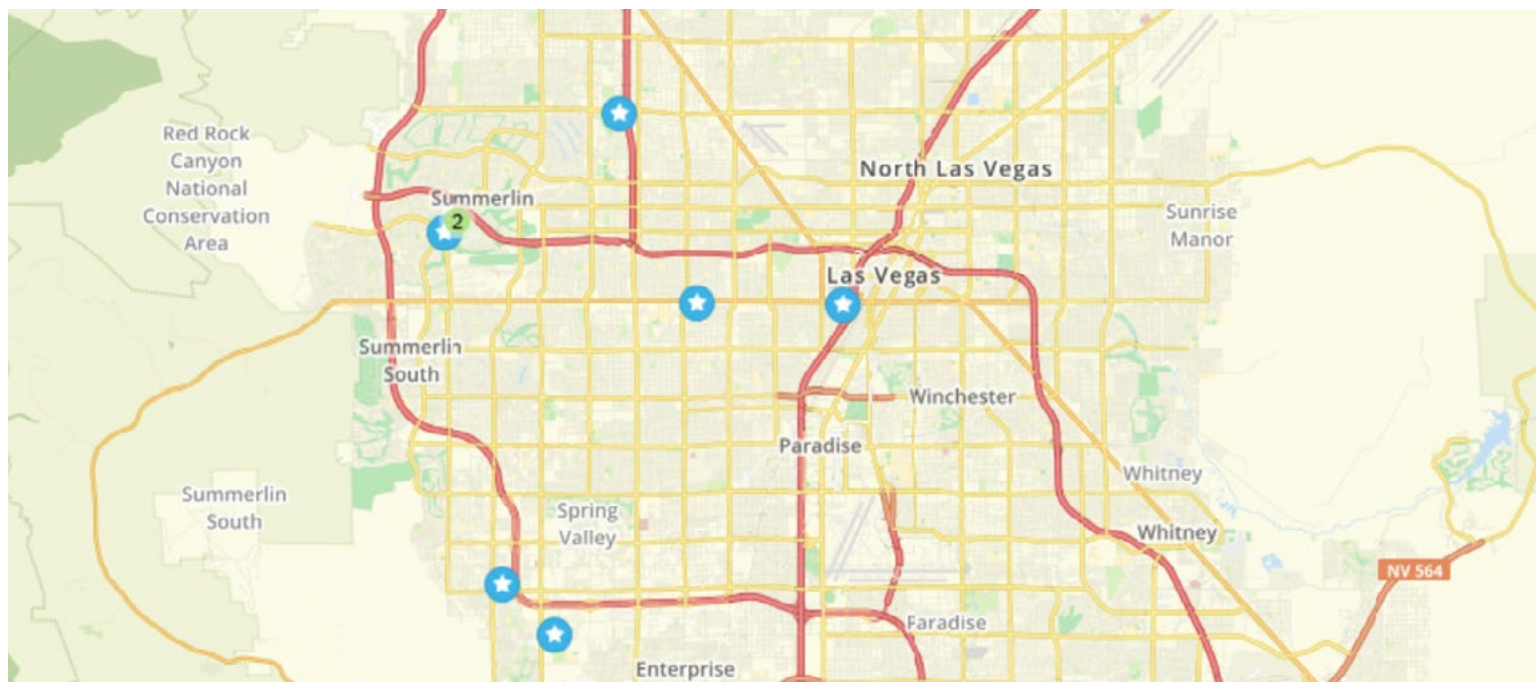 Red Rock
Canyon
National
Conservation
Area
Summerlin
2
North Las Vegas
Sunrise
Manor
Las Vegas
Summerlin
South
Winchester
Paradise
Summerlin
South
Spring
Valley
Whitney
Whitney
NV 564
Paradise
Enterprise